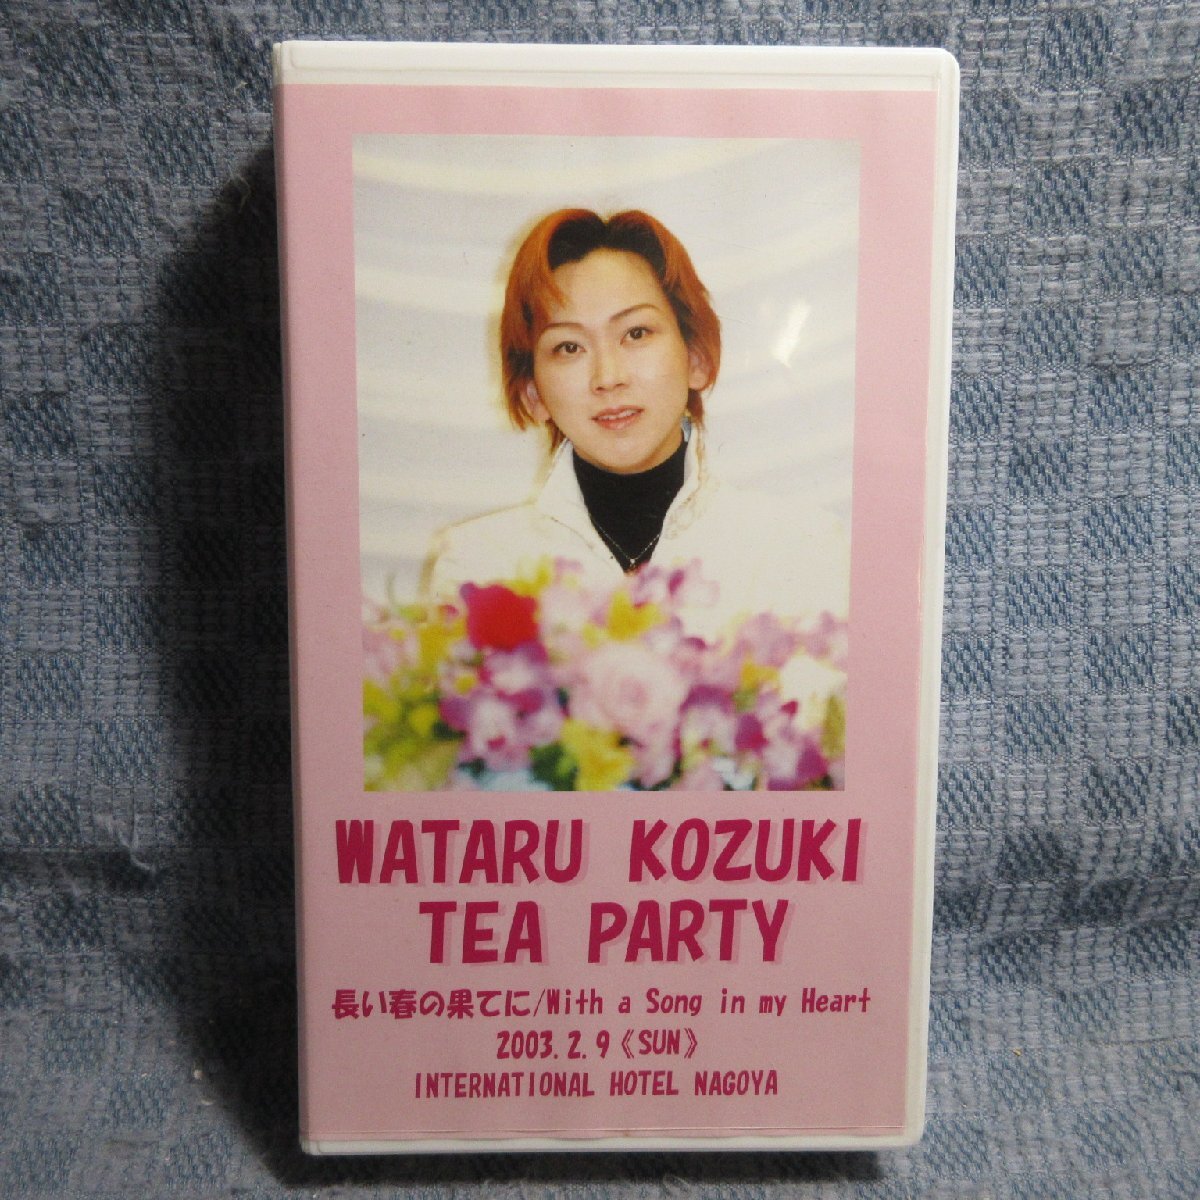 WATARU KOZUKI
TEA PARTY
長い春の果てに/With a Song in my Heart
2003.2.9《SUN》
INTERNATIONAL HOTEL NAGOYA